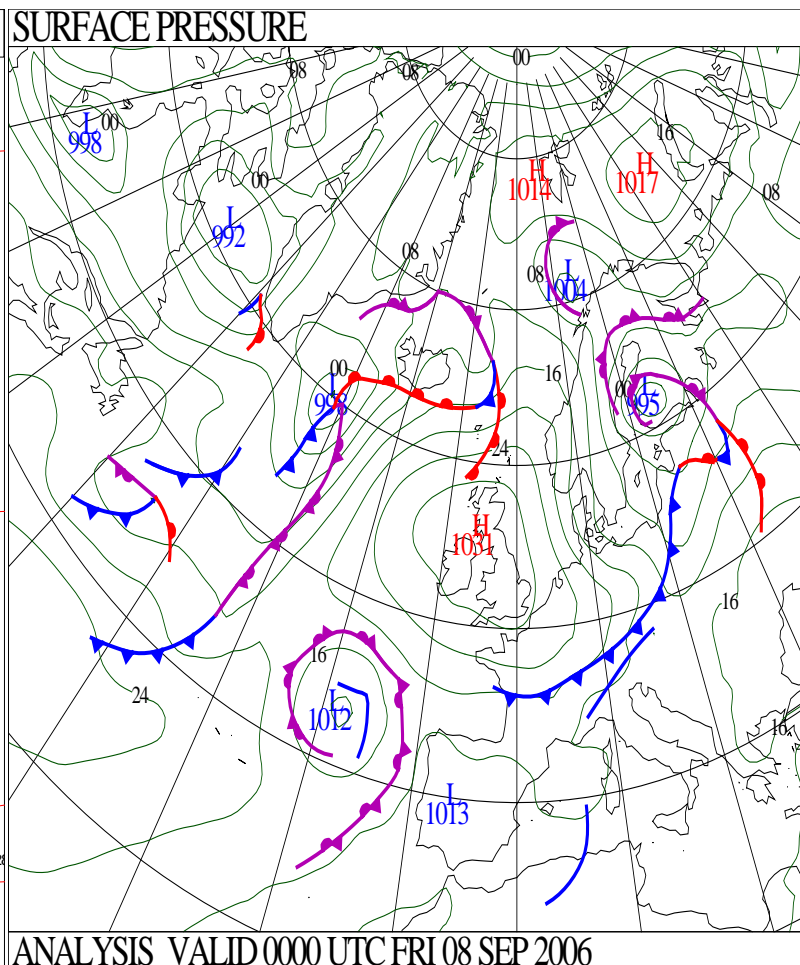 SURFACE PRESSURE
00
08
08
L
998
00
16
H
1014
H
1017
00
08
L
992
08
08
L
1004
00
L
998
16
00
L
995
24
H
1031
16
16
24
L
1012
16
L
1013
ANALYSIS VALID 0000 UTC FRI 08 SEP 2006